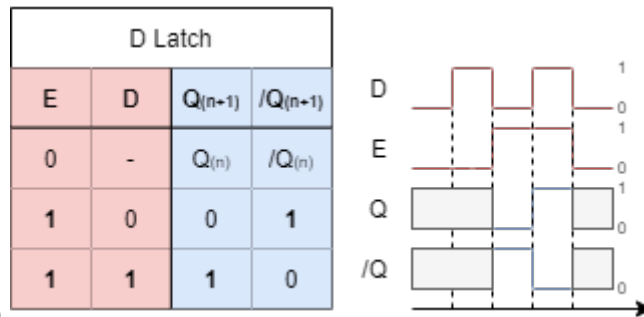 D Latch
E D Q(n+1) /Q(n+1)
0 - Q(n) /Q(n)
1 0 0 1
1 1 1 0
D 1 0
E 1 0
Q 1 0
/Q 0